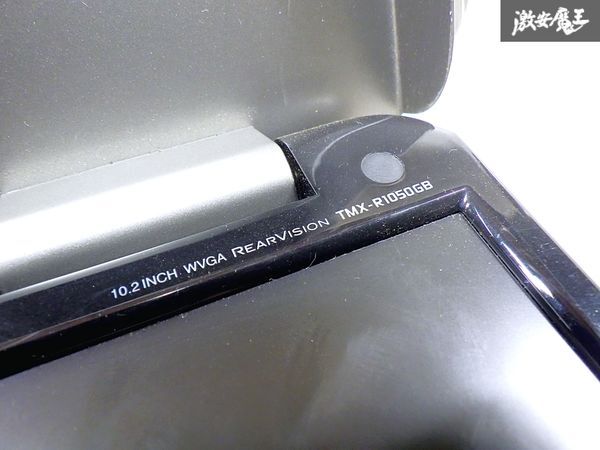 激安魔王
10.2 INCH WVGA REARVISION TMX-R1050GB